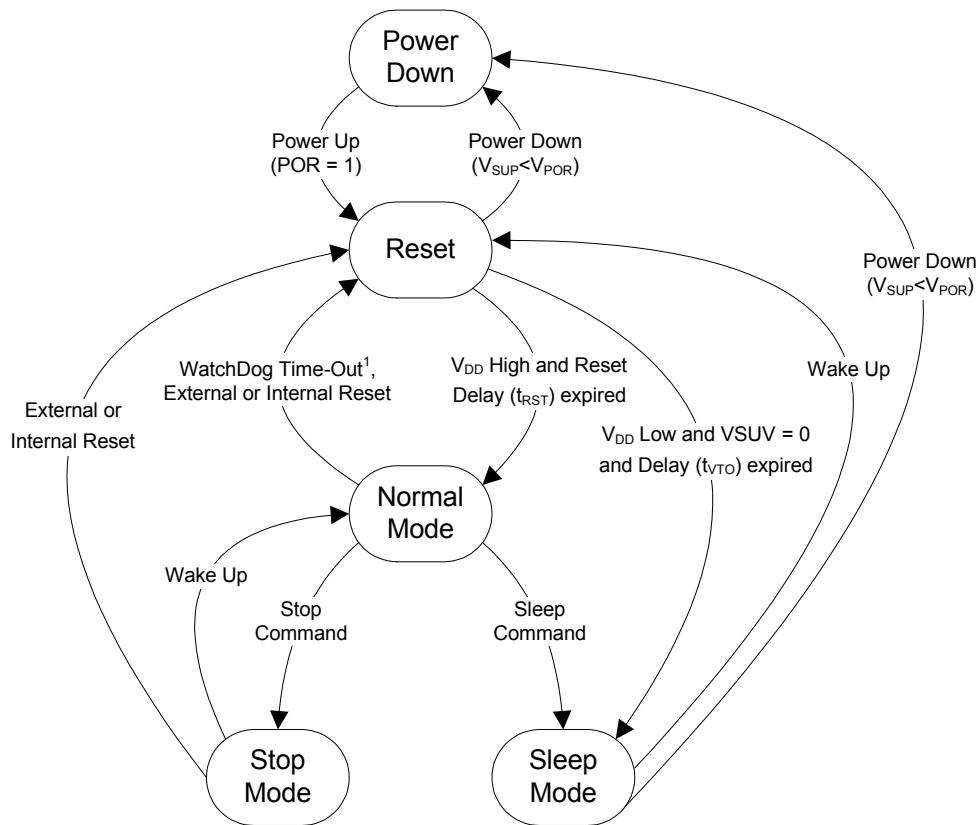 Power
Down
Power Up
(POR = 1)
Power Down
(VSUP<VPOR)
Reset
Power Down
(VSUP<VPOR)
WatchDog Time-Out1,
External or Internal Reset
VDD High and Reset
Delay (tRST) expired
Wake Up
External or
Internal Reset
VDD Low and VSUV = 0
and Delay (tVTO) expired
Normal
Mode
Wake Up
Stop
Command
Sleep
Command
Stop
Mode
Sleep
Mode